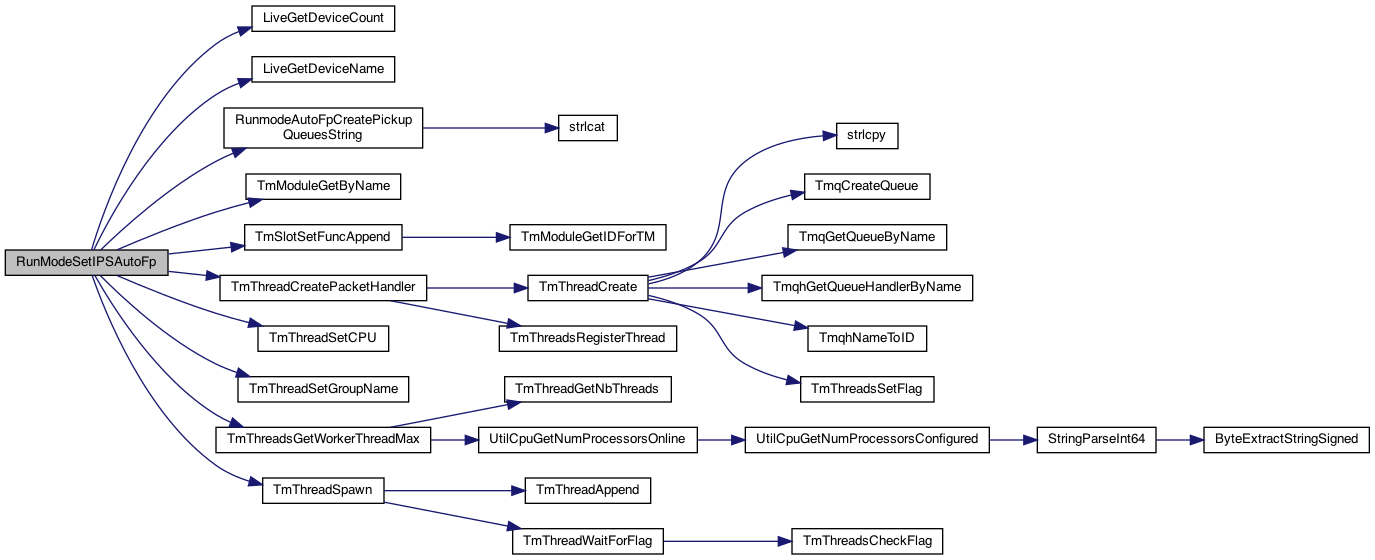 LiveGetDeviceCount
LiveGetDeviceName
RunmodeAutoFpCreatePickup
QueuesString
strlcat
strlcpy
TmModuleGetByName
TmqCreateQueue
TmSlotSetFuncAppend
TmModuleGetIDForTM
TmqGetQueueByName
RunModeSetIPSAutoFp
TmThreadCreatePacketHandler
TmThreadCreate
TmqhGetQueueHandlerByName
TmThreadSetCPU
TmThreadsRegisterThread
TmqhNameToID
TmThreadSetGroupName
TmThreadGetNbThreads
TmThreadsSetFlag
TmThreadsGetWorkerThreadMax
UtilCpuGetNumProcessorsOnline
UtilCpuGetNumProcessorsConfigured
StringParseInt64
ByteExtractStringSigned
TmThreadSpawn
TmThreadAppend
TmThreadWaitForFlag
TmThreadsCheckFlag